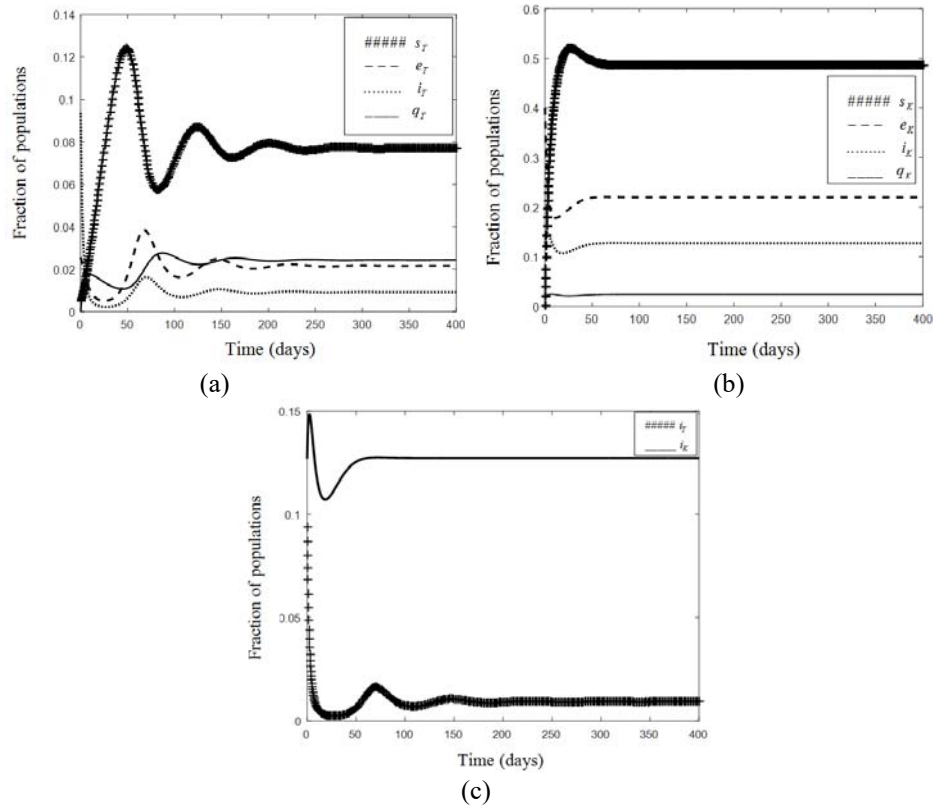 0.14
0.12
0.1
0.08
0.06
0.04
0.02
0
0 50 100 150 200 250 300 350 400
Fraction of populations
Time (days)
##### s_T
e_T
i_T
q_T
(a)
0.6
0.5
0.4
0.3
0.2
0.1
0
0 50 100 150 200 250 300 350 400
Fraction of populations
Time (days)
##### s_K
e_K
i_K
q_K
(b)
0.15
0.1
0.05
0
0 50 100 150 200 250 300 350 400
Fraction of populations
Time (days)
##### i_T
i_K
(c)